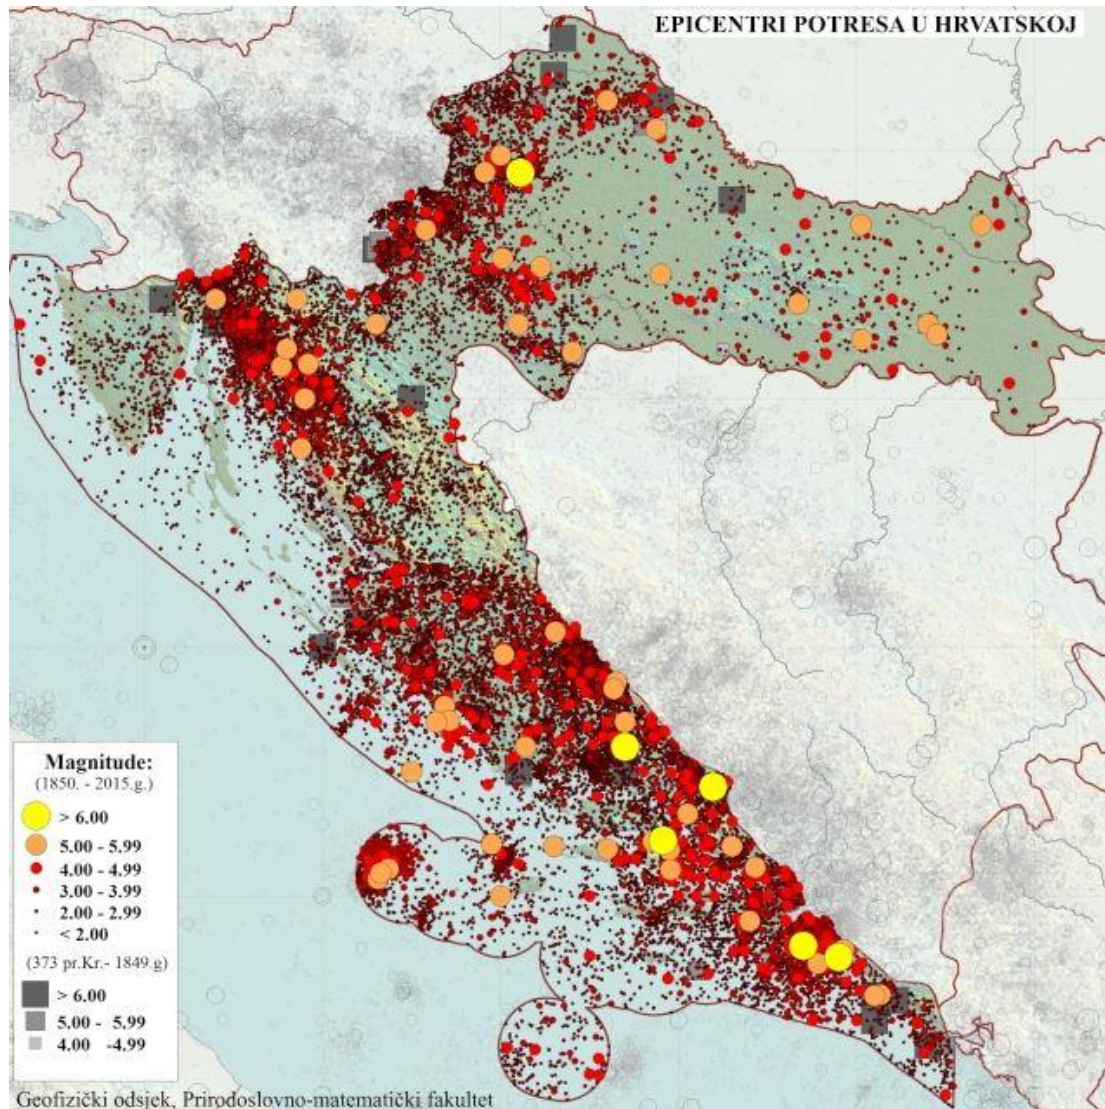 EPICENTRI POTRESA U HRVATSKOJ
Magnitude:
(1850. - 2015.g.)
> 6.00
5.00 - 5.99
4.00 - 4.99
3.00 - 3.99
2.00 - 2.99
< 2.00
(373 pr.Kr.- 1849.g)
> 6.00
5.00 - 5.99
4.00 -4.99
Geofizički odsjek, Prirodoslovno-matematički fakultet